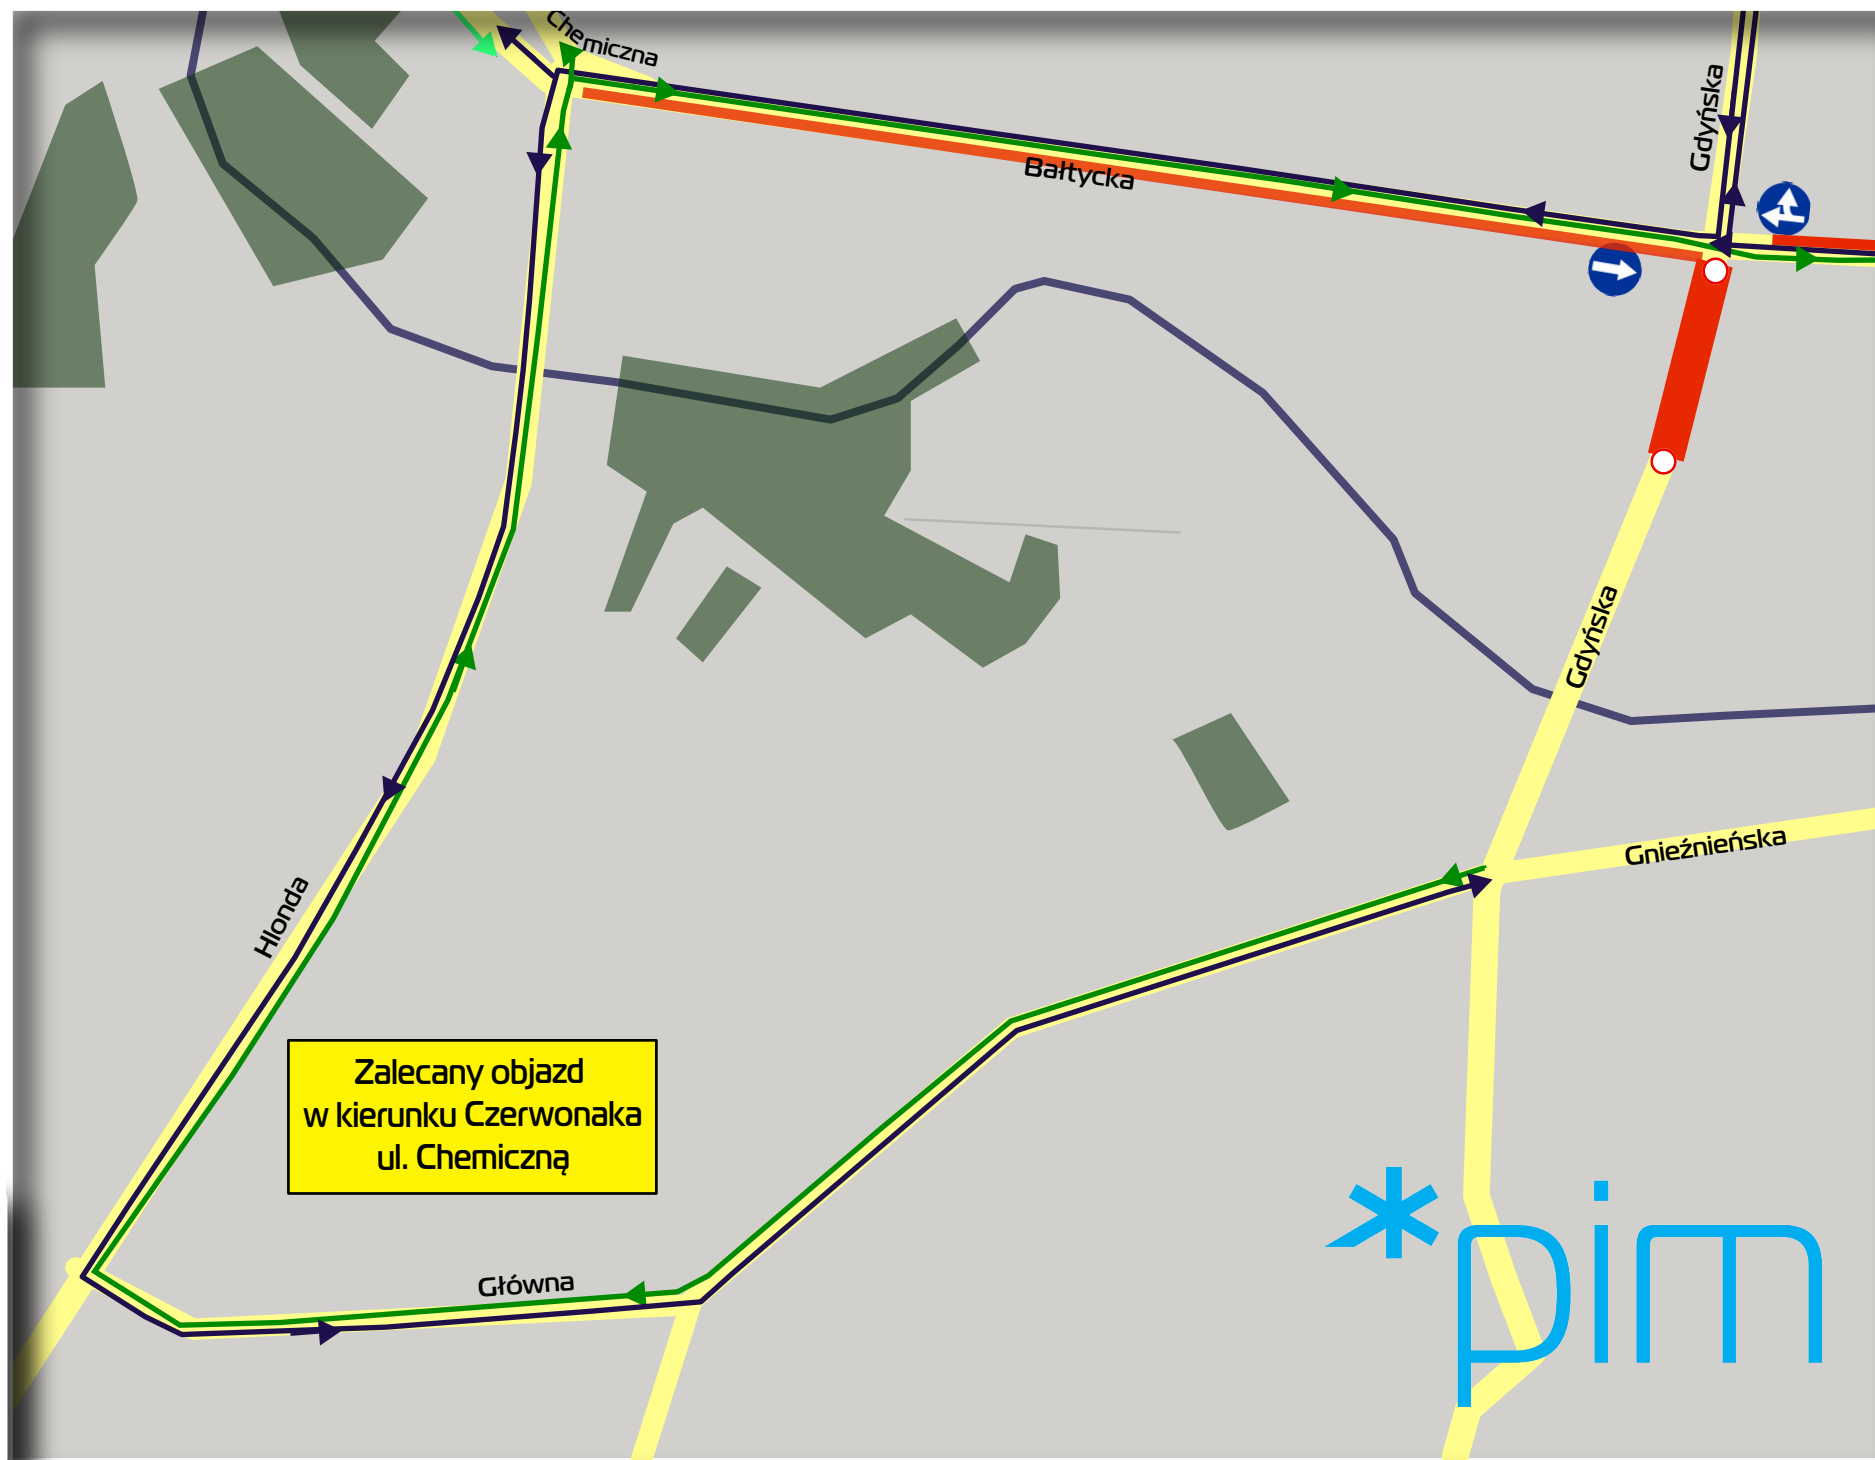 Chemiczna
Gdyńska
Bałtycka
Gdyńska
Gnieźnieńska
Hlonda
Zalecany objazd
w kierunku Czerwonaka
ul. Chemiczną
Główna
*pim